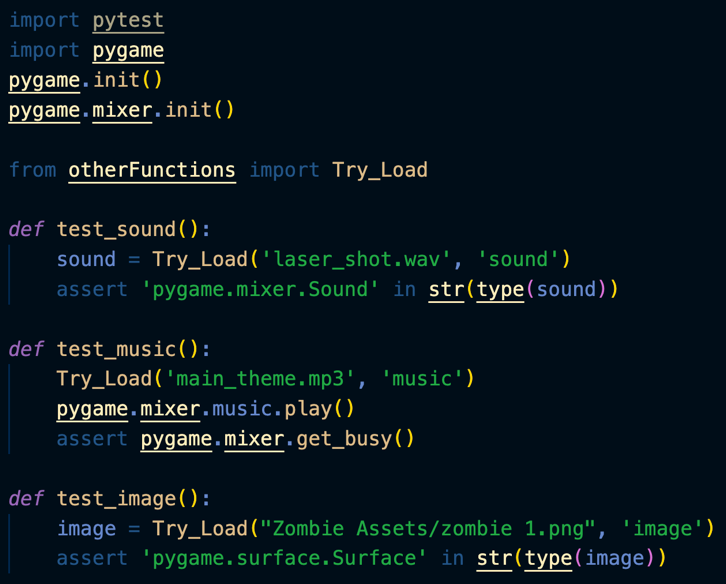 import pytest
import pygame
pygame.init()
pygame.mixer.init()

from otherFunctions import Try_Load

def test_sound():
    sound = Try_Load('laser_shot.wav', 'sound')
    assert 'pygame.mixer.Sound' in str(type(sound))

def test_music():
    Try_Load('main_theme.mp3', 'music')
    pygame.mixer.music.play()
    assert pygame.mixer.get_busy()

def test_image():
    image = Try_Load("Zombie Assets/zombie 1.png", 'image')
    assert 'pygame.surface.Surface' in str(type(image))